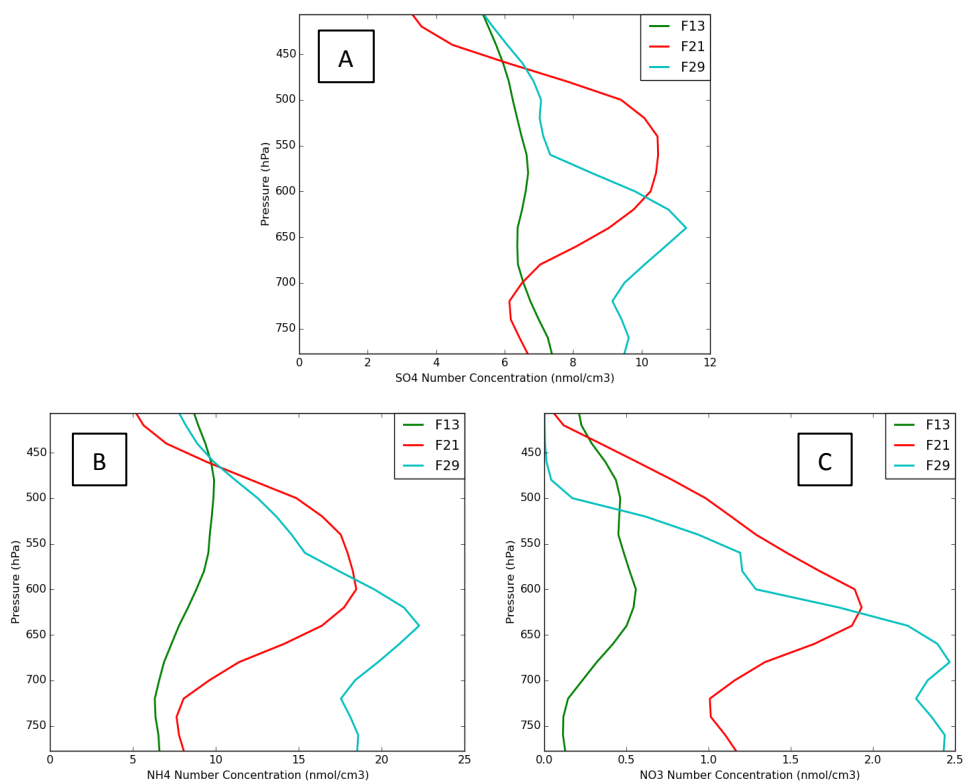 A
F13
F21
F29
450
500
550
600
650
700
750
Pressure (hPa)
0 2 4 6 8 10 12
SO4 Number Concentration (nmol/cm3)
B
F13
F21
F29
450
500
550
600
650
700
750
Pressure (hPa)
0 5 10 15 20 25
NH4 Number Concentration (nmol/cm3)
C
F13
F21
F29
450
500
550
600
650
700
750
Pressure (hPa)
0.0 0.5 1.0 1.5 2.0 2.5
NO3 Number Concentration (nmol/cm3)